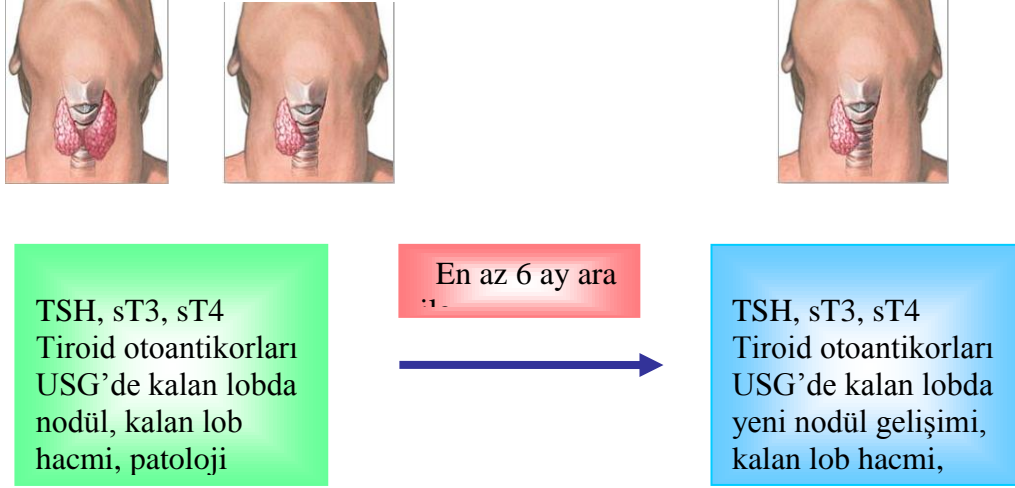 TSH, sT3, sT4
Tiroid otoantikorları
USG’de kalan lobda
nodül, kalan lob
hacmi, patoloji
En az 6 ay ara
TSH, sT3, sT4
Tiroid otoantikorları
USG’de kalan lobda
yeni nodül gelişimi,
kalan lob hacmi,